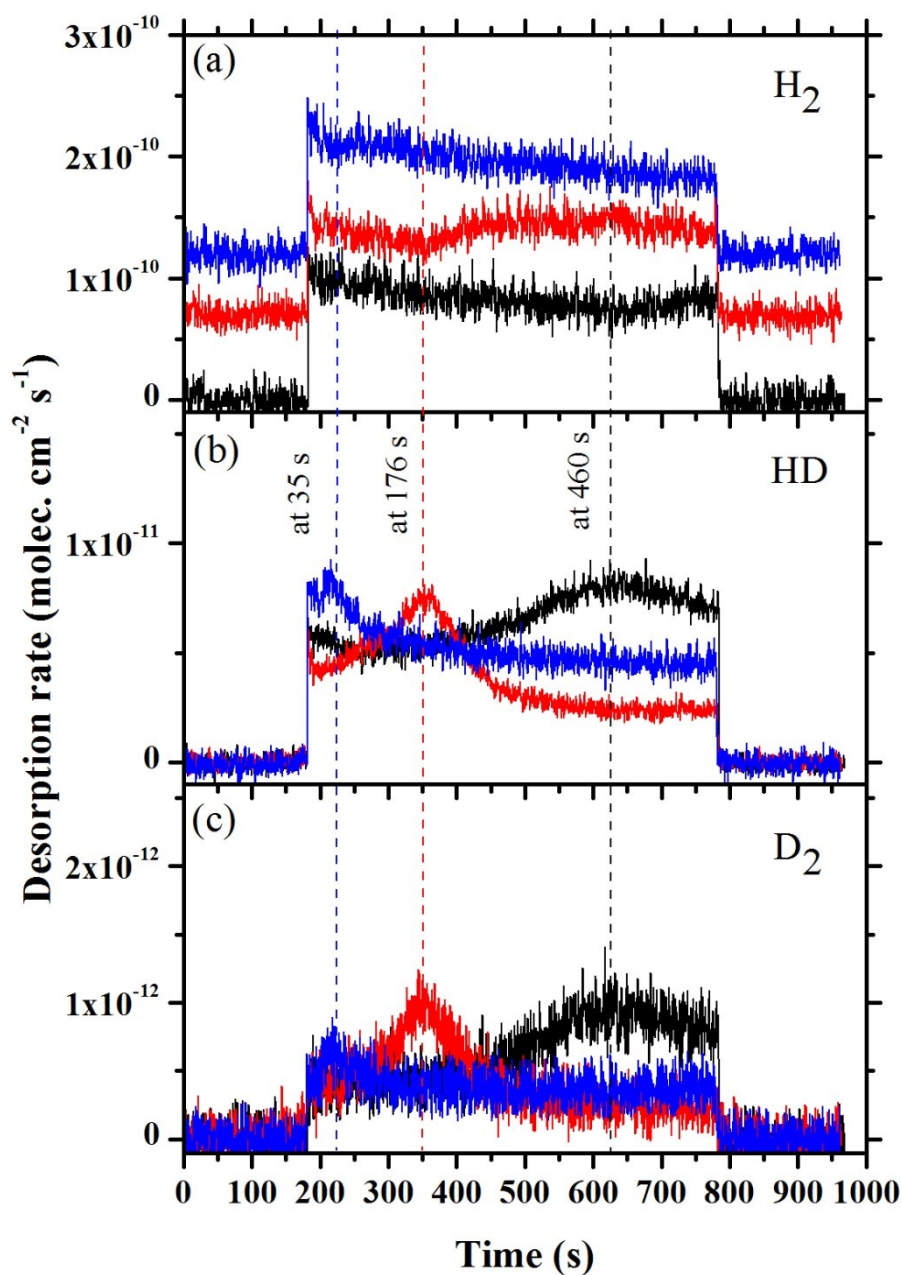 3x10⁻¹⁰
(a)
H₂
2x10⁻¹⁰
1x10⁻¹⁰
0
(b)
HD
at 35 s
at 176 s
at 460 s
1x10⁻¹¹
0
Desorption rate (molec. cm⁻² s⁻¹)
(c)
D₂
2x10⁻¹²
1x10⁻¹²
0
0 100 200 300 400 500 600 700 800 900 1000
Time (s)